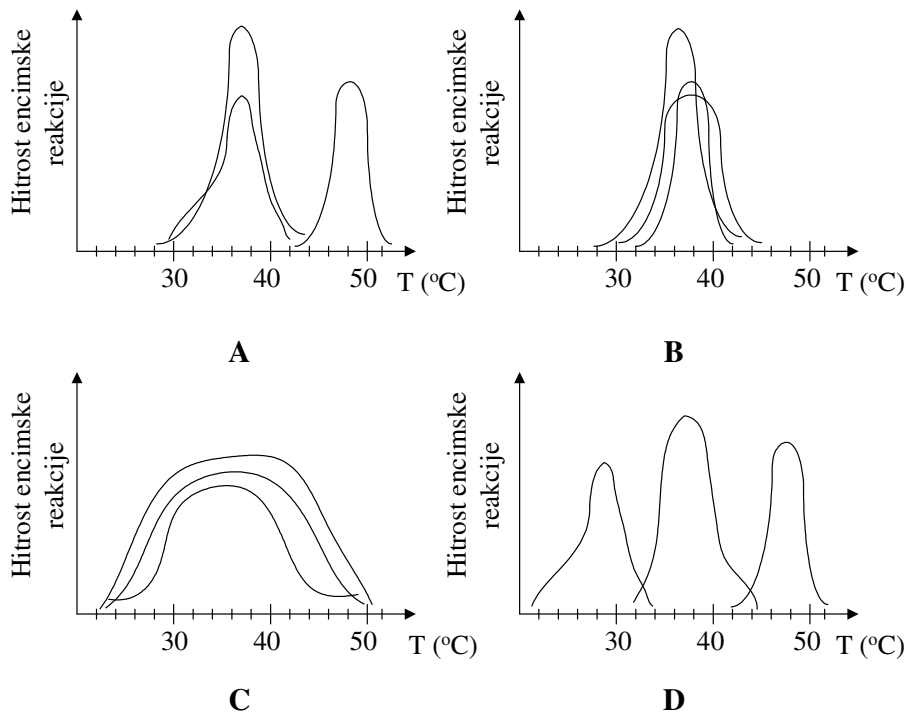 Hitrost encimske
reakcije
30 40 50 T (°C)
A
Hitrost encimske
reakcije
30 40 50 T (°C)
B
Hitrost encimske
reakcije
30 40 50 T (°C)
C
Hitrost encimske
reakcije
30 40 50 T (°C)
D